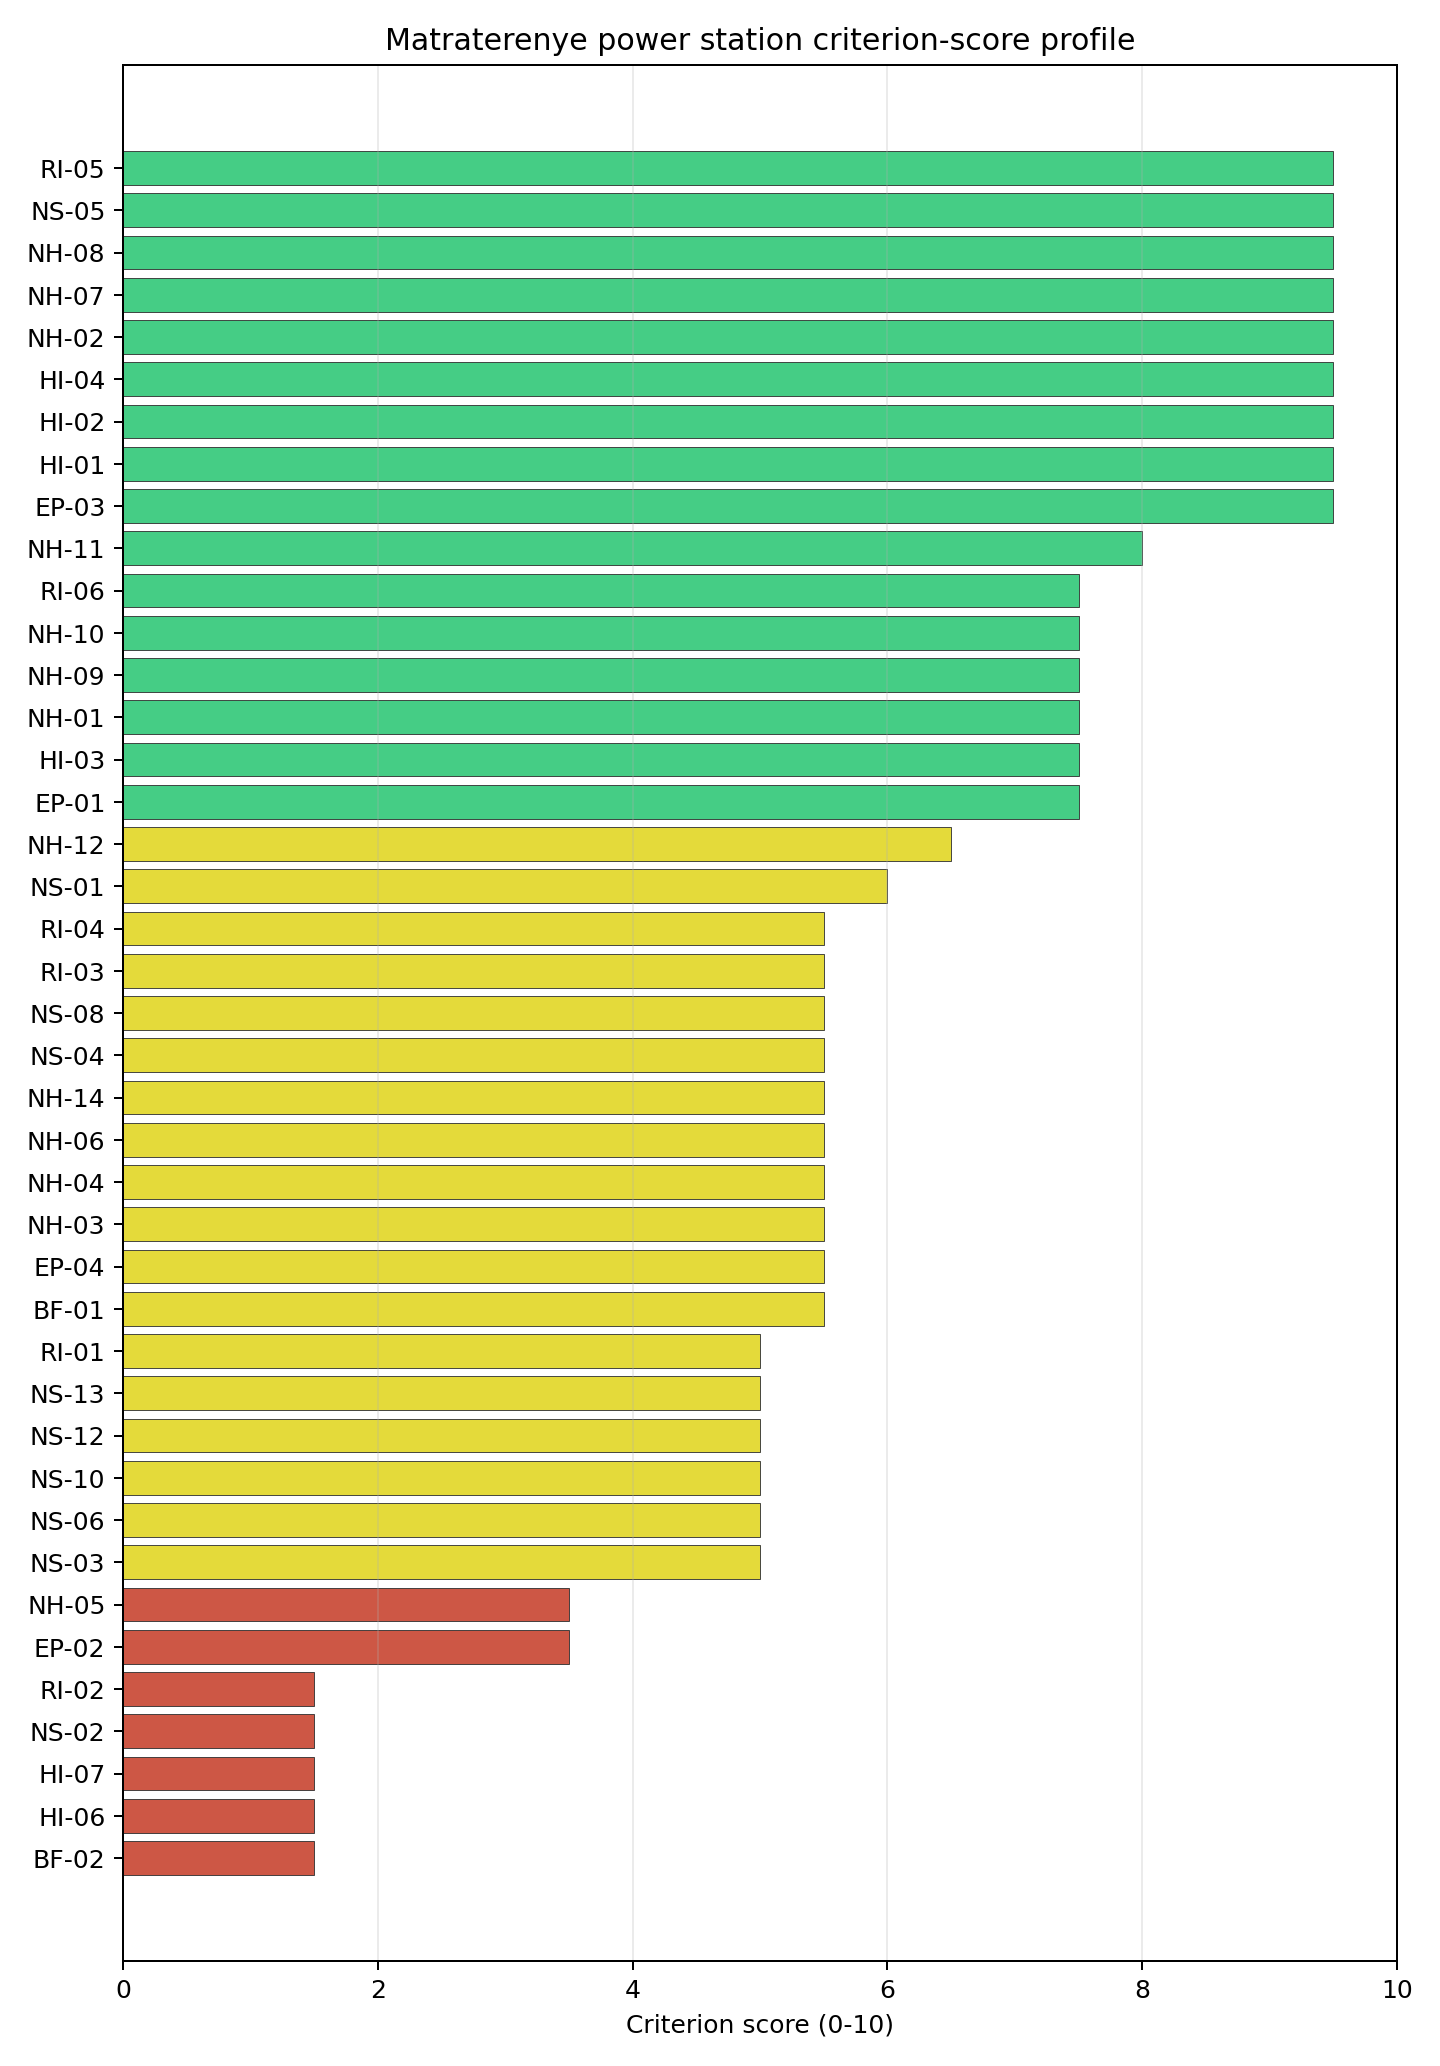 Matraterenye power station criterion-score profile
RI-05
NS-05
NH-08
NH-07
NH-02
HI-04
HI-02
HI-01
EP-03
NH-11
RI-06
NH-10
NH-09
NH-01
HI-03
EP-01
NH-12
NS-01
RI-04
RI-03
NS-08
NS-04
NH-14
NH-06
NH-04
NH-03
EP-04
BF-01
RI-01
NS-13
NS-12
NS-10
NS-06
NS-03
NH-05
EP-02
RI-02
NS-02
HI-07
HI-06
BF-02
0 2 4 6 8 10
Criterion score (0-10)